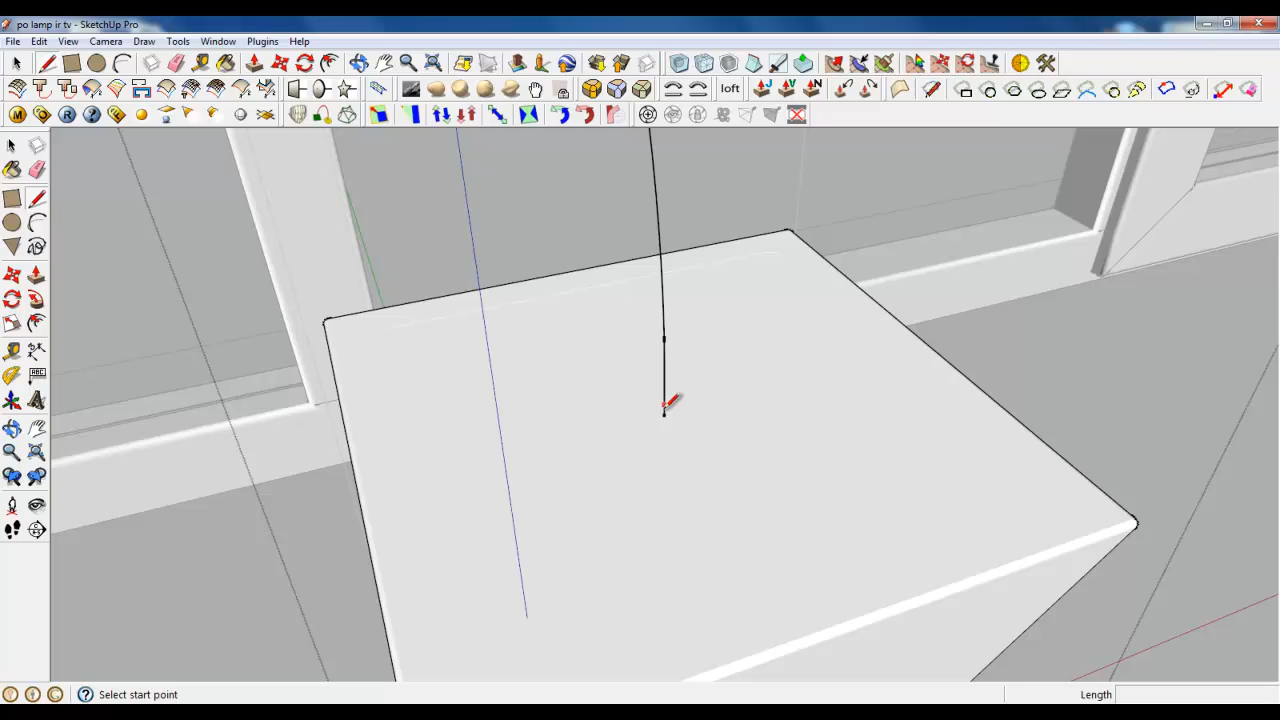 po lamp ir tv - SketchUp Pro
File Edit View Camera Draw Tools Window Plugins Help
loft
M R ?
ABC
? Select start point Length